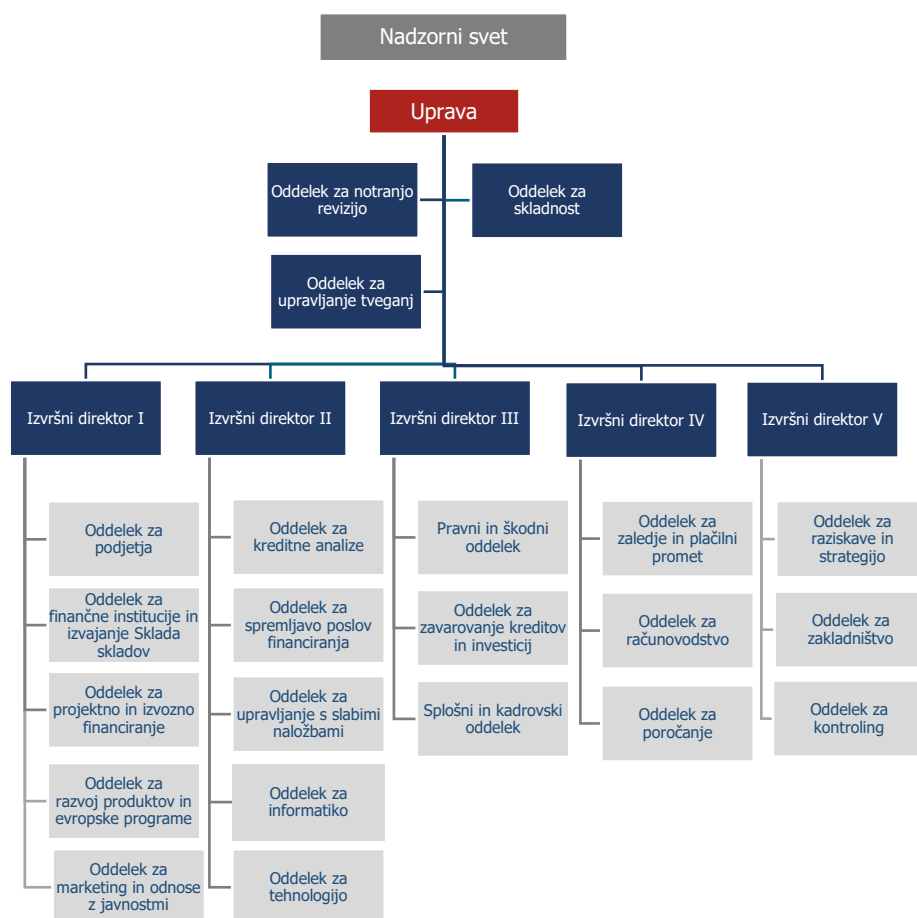 Nadzorni svet
Uprava
Oddelek za notranjo
revizijo
Oddelek za
skladnost
Oddelek za
upravljanje tveganj
Izvršni direktor I
Izvršni direktor II
Izvršni direktor III
Izvršni direktor IV
Izvršni direktor V
Oddelek za
podjetja
Oddelek za
finančne institucije in
izvajanje Sklada
skladov
Oddelek za
projektno in izvozno
financiranje
Oddelek za
razvoj produktov in
evropske programe
Oddelek za
marketing in odnose
z javnostmi
Oddelek za
kreditne analize
Oddelek za
spremljavo poslov
financiranja
Oddelek za
upravljanje s slabimi
naložbami
Oddelek za
informatiko
Oddelek za
tehnologijo
Pravni in škodni
oddelek
Oddelek za
zavarovanje kreditov
in investicij
Splošni in kadrovski
oddelek
Oddelek za
zaledje in plačilni
promet
Oddelek za
računovodstvo
Oddelek za
poročanje
Oddelek za
raziskave in
strategijo
Oddelek za
zakladništvo
Oddelek za
kontroling